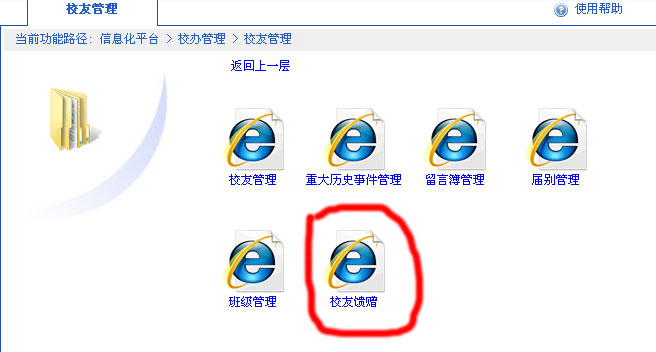 校友管理
使用帮助
当前功能路径：信息化平台 > 校办管理 > 校友管理
返回上一层
校友管理 重大历史事件管理 留言簿管理 届别管理
班级管理 校友馈赠